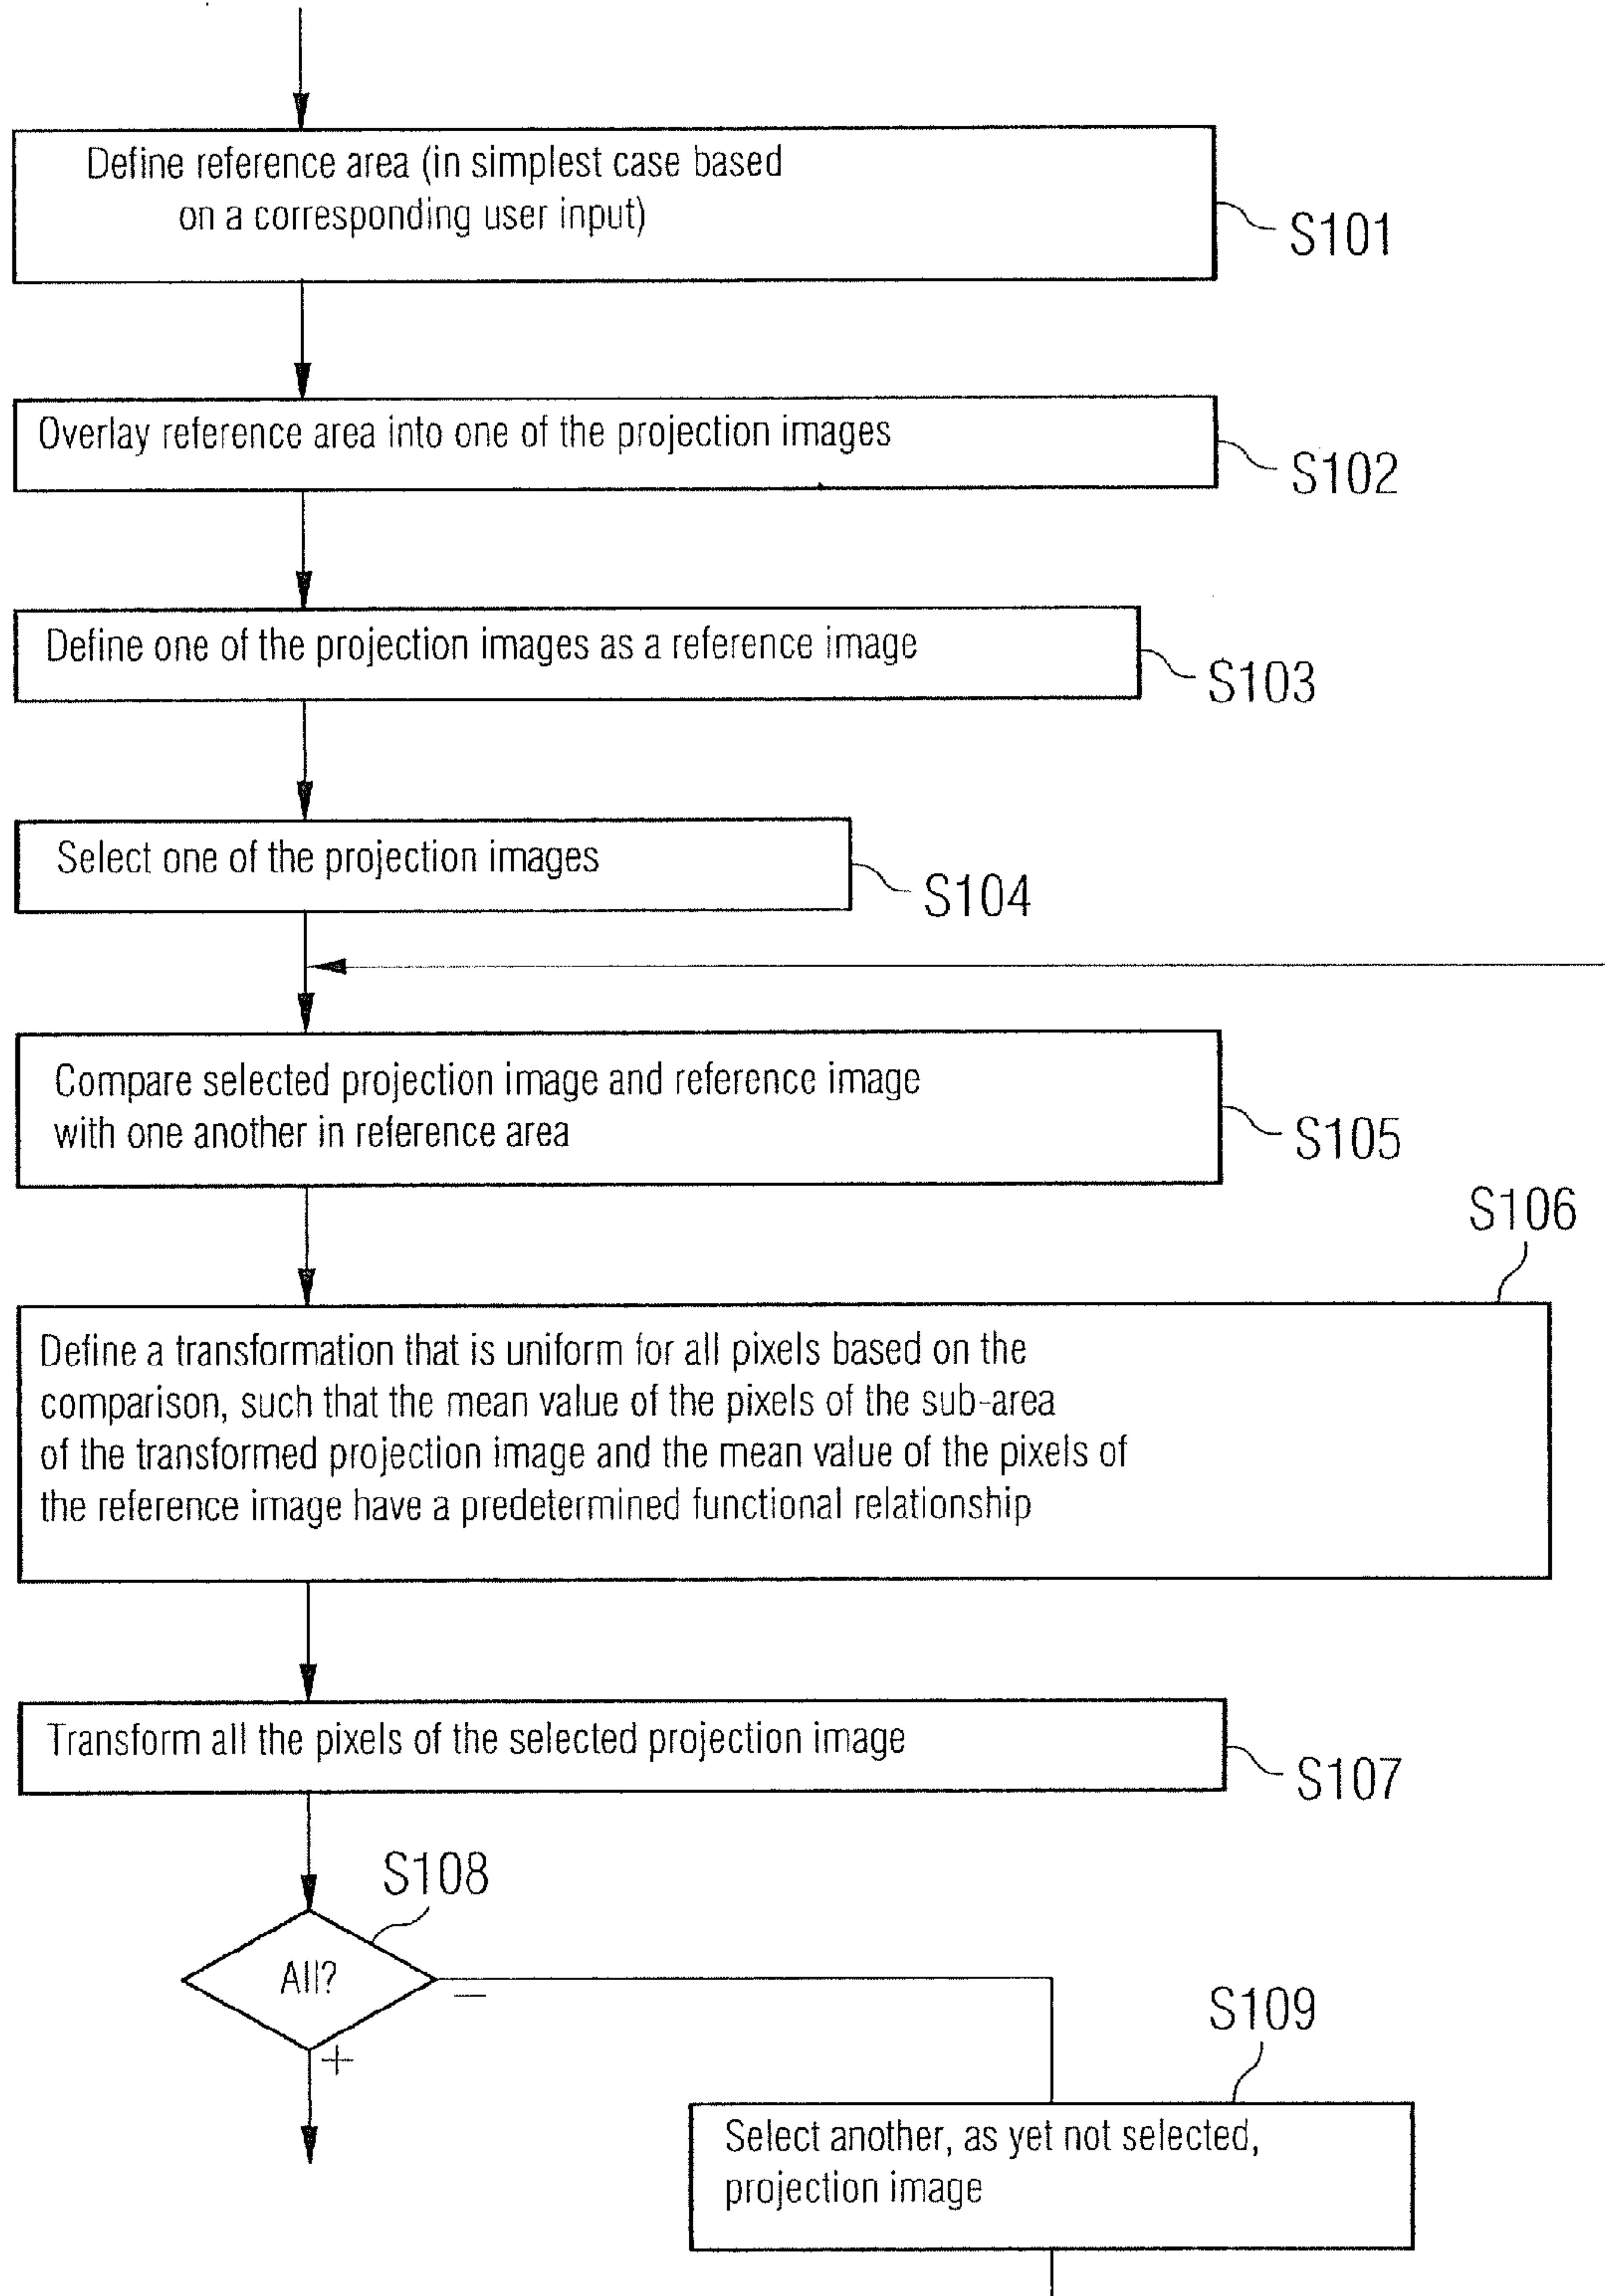 Define reference area (in simplest case based
on a corresponding user input)
S101
Overlay reference area into one of the projection images
S102
Define one of the projection images as a reference image
S103
Select one of the projection images
S104
Compare selected projection image and reference image
with one another in reference area
S105
S106
Define a transformation that is uniform for all pixels based on the
comparison, such that the mean value of the pixels of the sub-area
of the transformed projection image and the mean value of the pixels of
the reference image have a predetermined functional relationship
Transform all the pixels of the selected projection image
S107
S108
All?
−
+
S109
Select another, as yet not selected,
projection image